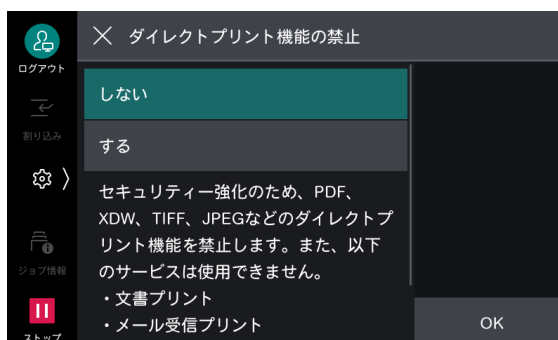 ダイレクトプリント機能の禁止
ログアウト
しない
割り込み
する
セキュリティー強化のため、PDF、
XDW、TIFF、JPEGなどのダイレクトプ
リント機能を禁止します。また、以下
のサービスは使用できません。
ジョブ情報
・文書プリント
・メール受信プリント
OK
ストップ